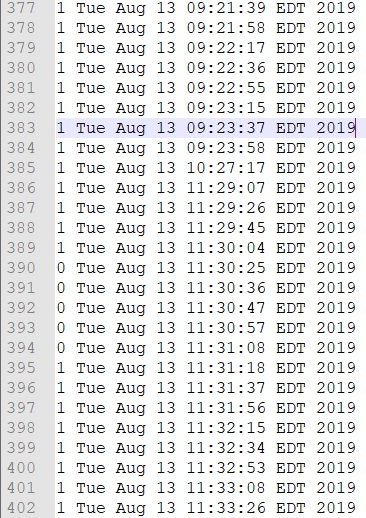 377 1 Tue Aug 13 09:21:39 EDT 2019
378 1 Tue Aug 13 09:21:58 EDT 2019
379 1 Tue Aug 13 09:22:17 EDT 2019
380 1 Tue Aug 13 09:22:36 EDT 2019
381 1 Tue Aug 13 09:22:55 EDT 2019
382 1 Tue Aug 13 09:23:15 EDT 2019
383 1 Tue Aug 13 09:23:37 EDT 2019
384 1 Tue Aug 13 09:23:58 EDT 2019
385 1 Tue Aug 13 10:27:17 EDT 2019
386 1 Tue Aug 13 11:29:07 EDT 2019
387 1 Tue Aug 13 11:29:26 EDT 2019
388 1 Tue Aug 13 11:29:45 EDT 2019
389 1 Tue Aug 13 11:30:04 EDT 2019
390 0 Tue Aug 13 11:30:25 EDT 2019
391 0 Tue Aug 13 11:30:36 EDT 2019
392 0 Tue Aug 13 11:30:47 EDT 2019
393 0 Tue Aug 13 11:30:57 EDT 2019
394 0 Tue Aug 13 11:31:08 EDT 2019
395 1 Tue Aug 13 11:31:18 EDT 2019
396 1 Tue Aug 13 11:31:37 EDT 2019
397 1 Tue Aug 13 11:31:56 EDT 2019
398 1 Tue Aug 13 11:32:15 EDT 2019
399 1 Tue Aug 13 11:32:34 EDT 2019
400 1 Tue Aug 13 11:32:53 EDT 2019
401 1 Tue Aug 13 11:33:08 EDT 2019
402 1 Tue Aug 13 11:33:26 EDT 2019